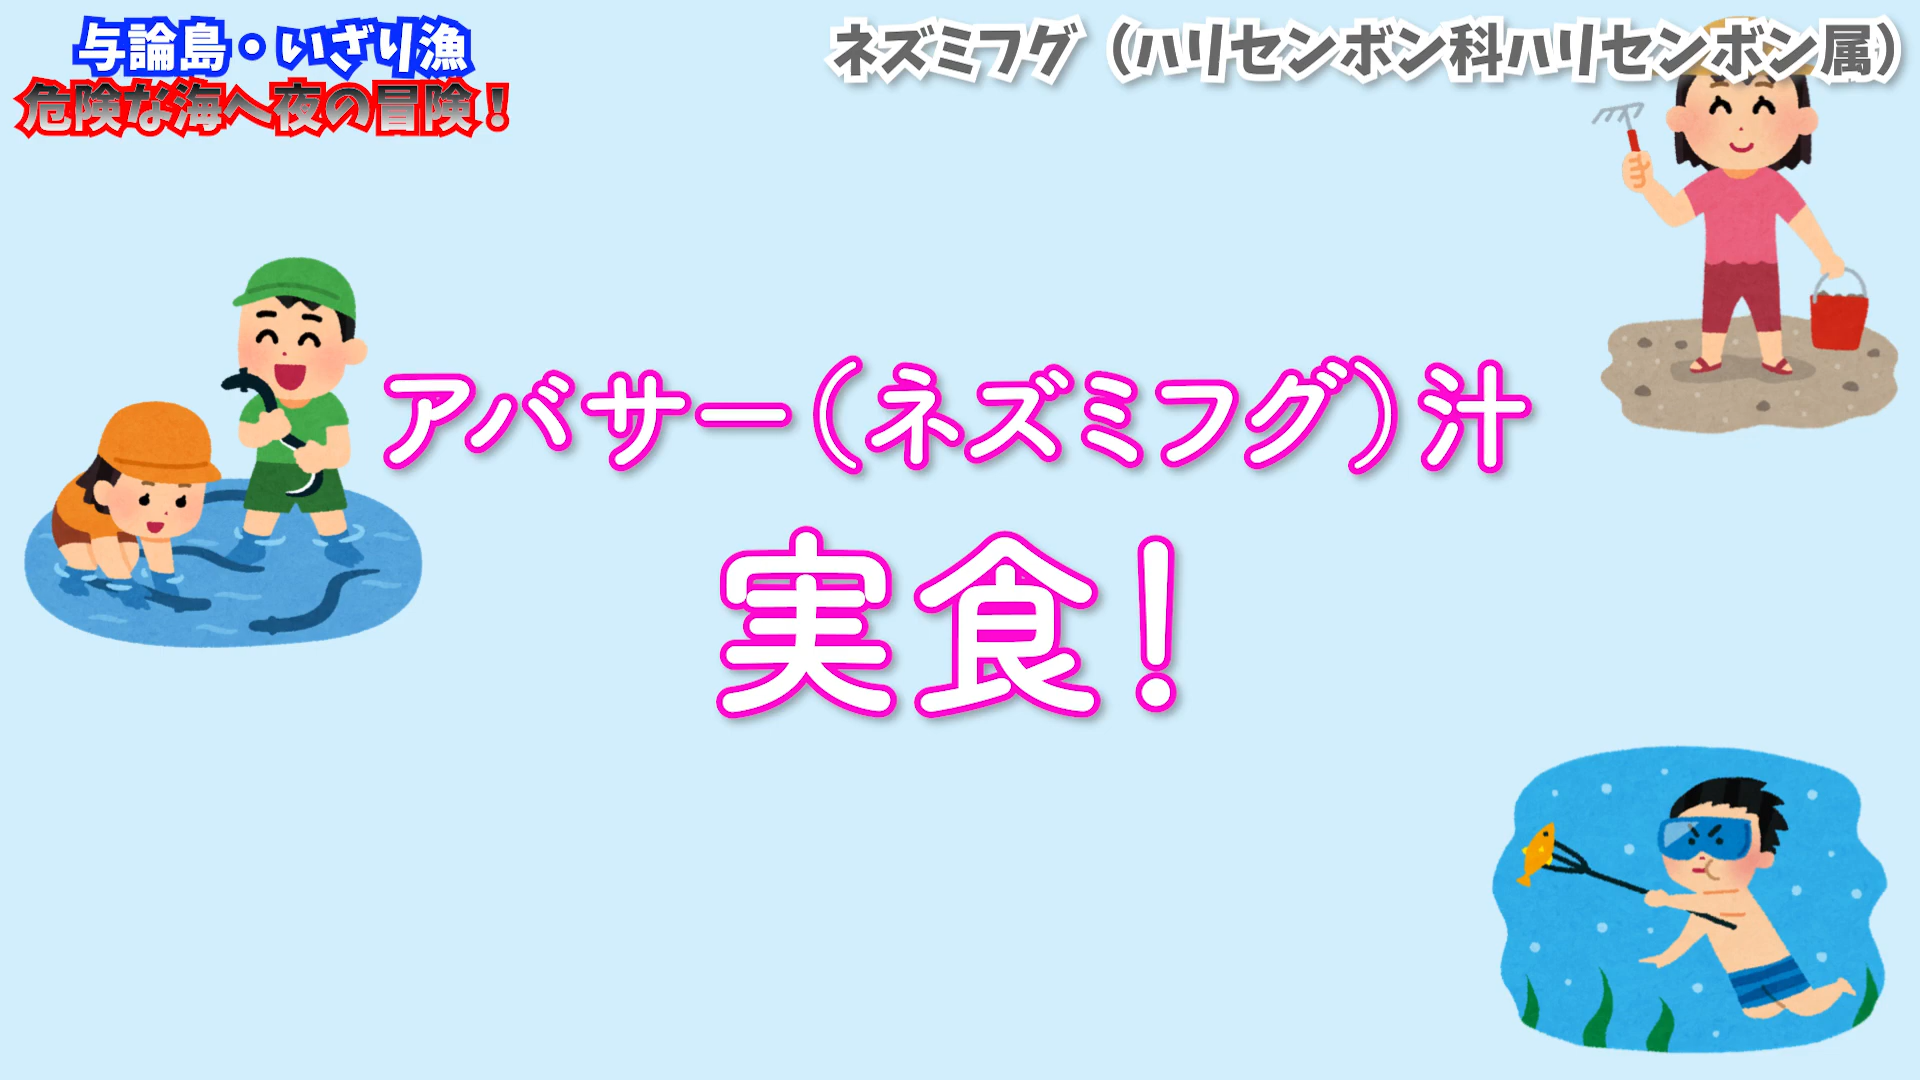 与論島・いざり漁
危険な海へ夜の冒険！
ネズミフグ（ハリセンボン科ハリセンボン属）
アバサー（ネズミフグ）汁
実食！